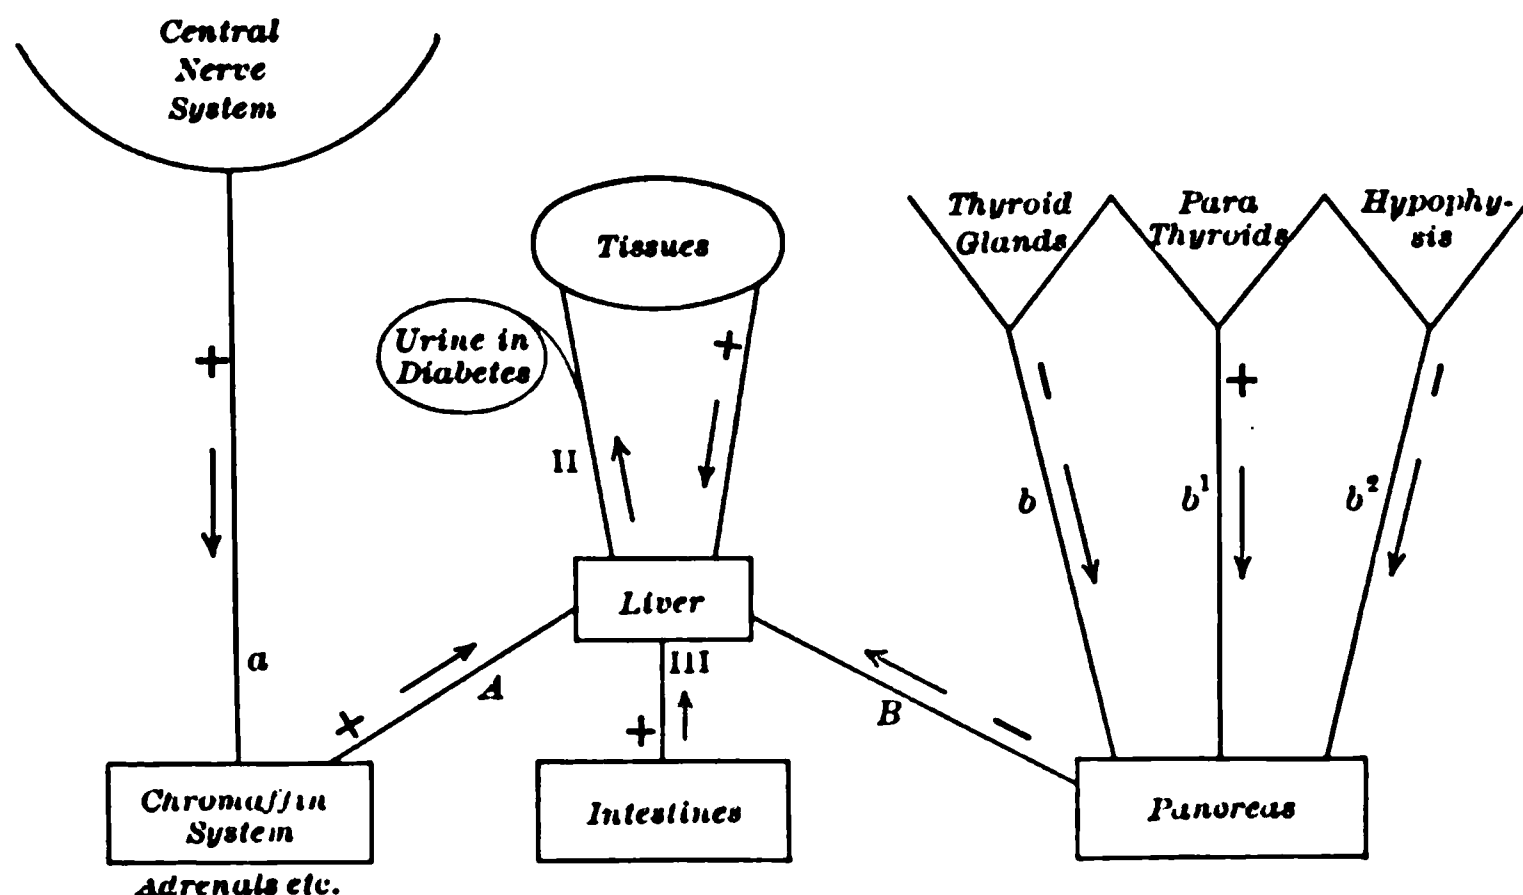 Central
Nerve
System
Thyroid
Glands
Para
Thyroids
Hypophy-
sis
Tissues
Urine in
Diabetes
+
+
−
+
−
II
b
b¹
b²
Liver
a
A
III
B
+
+
−
Chromaffin
System
Intestines
Panoreas
Adrenals etc.